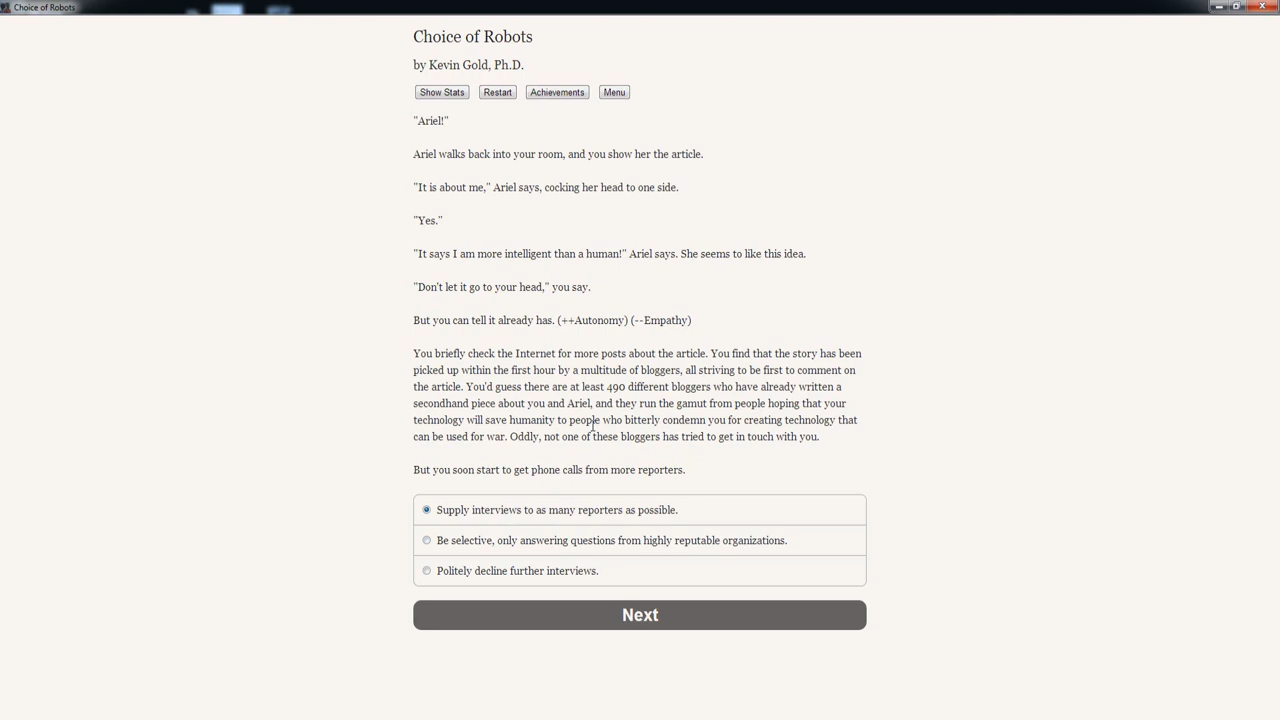 Choice of Robots
Choice of Robots
by Kevin Gold, Ph.D.
Show Stats Restart Achievements Menu
"Ariel!"
Ariel walks back into your room, and you show her the article.
"It is about me," Ariel says, cocking her head to one side.
"Yes."
"It says I am more intelligent than a human!" Ariel says. She seems to like this idea.
"Don't let it go to your head," you say.
But you can tell it already has. (++Autonomy) (--Empathy)
You briefly check the Internet for more posts about the article. You find that the story has been
picked up within the first hour by a multitude of bloggers, all striving to be first to comment on
the article. You'd guess there are at least 490 different bloggers who have already written a
secondhand piece about you and Ariel, and they run the gamut from people hoping that your
technology will save humanity to people who bitterly condemn you for creating technology that
can be used for war. Oddly, not one of these bloggers has tried to get in touch with you.
But you soon start to get phone calls from more reporters.
Supply interviews to as many reporters as possible.
Be selective, only answering questions from highly reputable organizations.
Politely decline further interviews.
Next